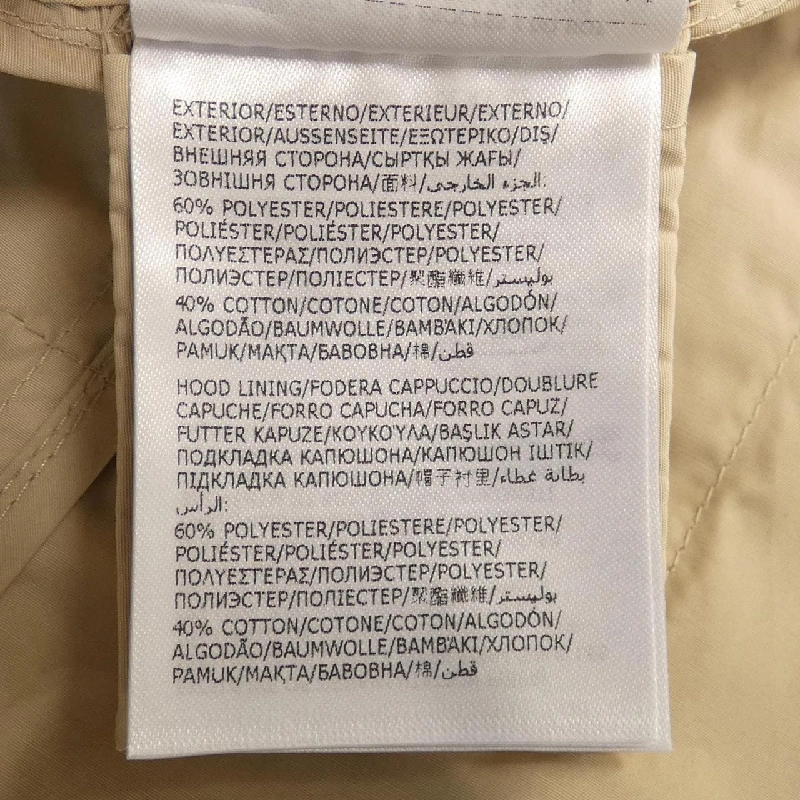 EXTERIOR/ESTERNO/EXTERIEUR/EXTERNO/
EXTERIOR/AUSSENSEITE/ΕΞΩΤΕΡΙΚΟ/DIŞ/
ВНЕШНЯЯ СТОРОНА/СЫРТҚЫ ЖАҒЫ/
ЗОВНІШНЯ СТОРОНА/面料/الجزء الخارجي:
60% POLYESTER/POLIESTERE/POLYESTER/
POLIÉSTER/POLIÉSTER/POLYESTER/
ΠΟΛΥΕΣΤΕΡΑΣ/ПОЛИЭСТЕР/POLYESTER/
ПОЛИЭСТЕР/ПОЛІЕСТЕР/聚酯纖維/بوليستر
40% COTTON/COTONE/COTON/ALGODÓN/
ALGODÃO/BAUMWOLLE/ΒΑΜΒΆΚΙ/ХЛОПОК/
PAMUK/МАҚТА/БАВОВНА/棉/قطن
HOOD LINING/FODERA CAPPUCCIO/DOUBLURE
CAPUCHE/FORRO CAPUCHA/FORRO CAPUZ/
FUTTER KAPUZE/ΚΟΥΚΟΥΛΑ/BAŞLIK ASTAR/
ПОДКЛАДКА КАПЮШОНА/КАПЮШОН ІШТІК/
ПІДКЛАДКА КАПЮШОНА/帽子衬里/بطانة غطاء
الرأس:
60% POLYESTER/POLIESTERE/POLYESTER/
POLIÉSTER/POLIÉSTER/POLYESTER/
ΠΟΛΥΕΣΤΕΡΑΣ/ПОЛИЭСТЕР/POLYESTER/
ПОЛИЭСТЕР/ПОЛІЕСТЕР/聚酯纖維/بوليستر
40% COTTON/COTONE/COTON/ALGODÓN/
ALGODÃO/BAUMWOLLE/ΒΑΜΒΆΚΙ/ХЛОПОК/
PAMUK/МАҚТА/БАВОВНА/棉/قطن